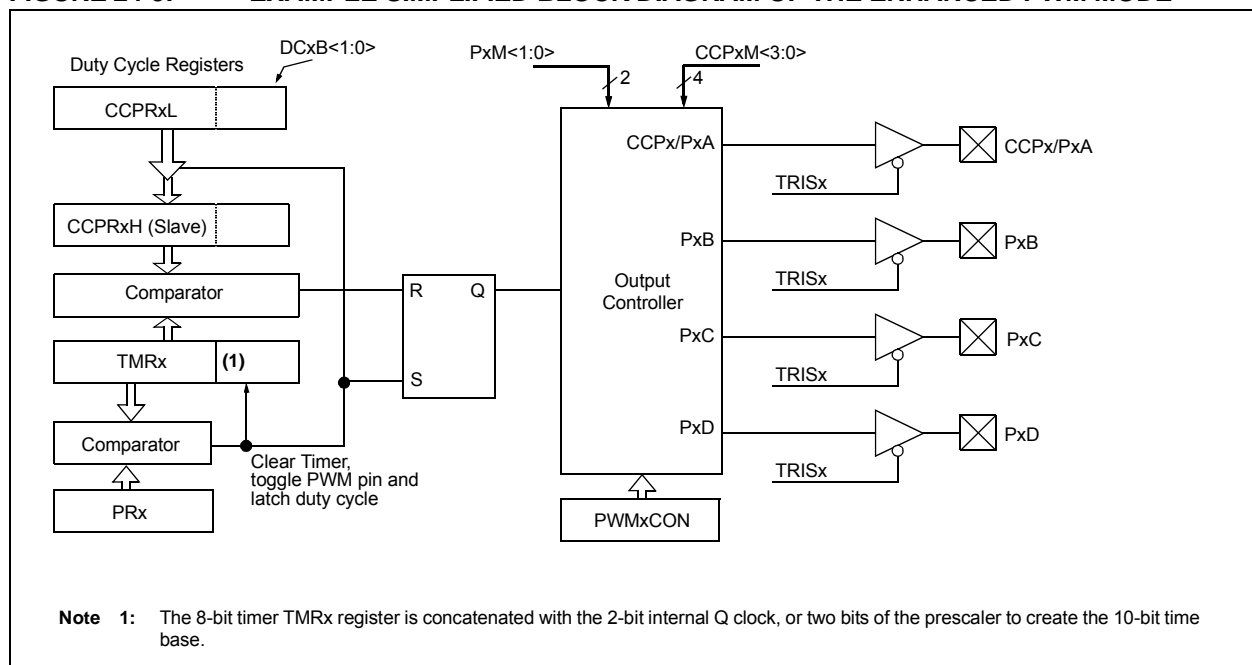 Duty Cycle Registers
DCxB<1:0>
CCPRxL
CCPRxH (Slave)
Comparator
TMRx
(1)
Comparator
PRx
Clear Timer,
toggle PWM pin and
latch duty cycle
R
Q
S
PxM<1:0>
2
CCPxM<3:0>
4
Output
Controller
CCPx/PxA
PxB
PxC
PxD
PWMxCON
TRISx
CCPx/PxA
TRISx
PxB
TRISx
PxC
TRISx
PxD
Note 1: The 8-bit timer TMRx register is concatenated with the 2-bit internal Q clock, or two bits of the prescaler to create the 10-bit time
base.